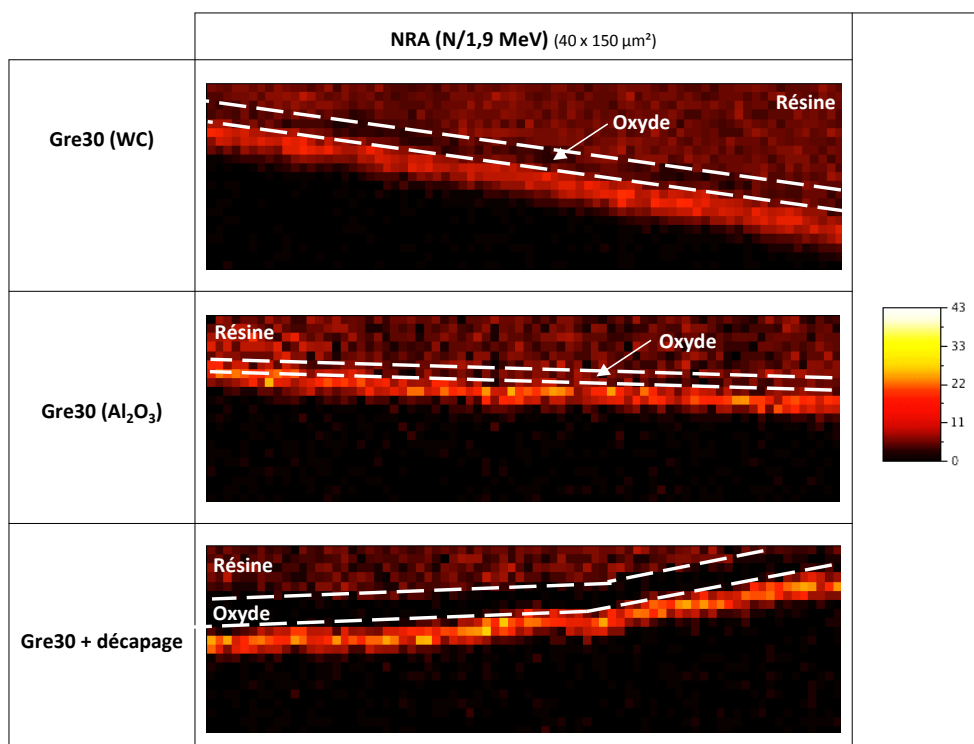 NRA (N/1,9 MeV) (40 x 150 µm²)
Gre30 (WC)
Résine
Oxyde
Gre30 (Al₂O₃)
Résine
Oxyde
43
33
22
11
0
Gre30 + décapage
Résine
Oxyde